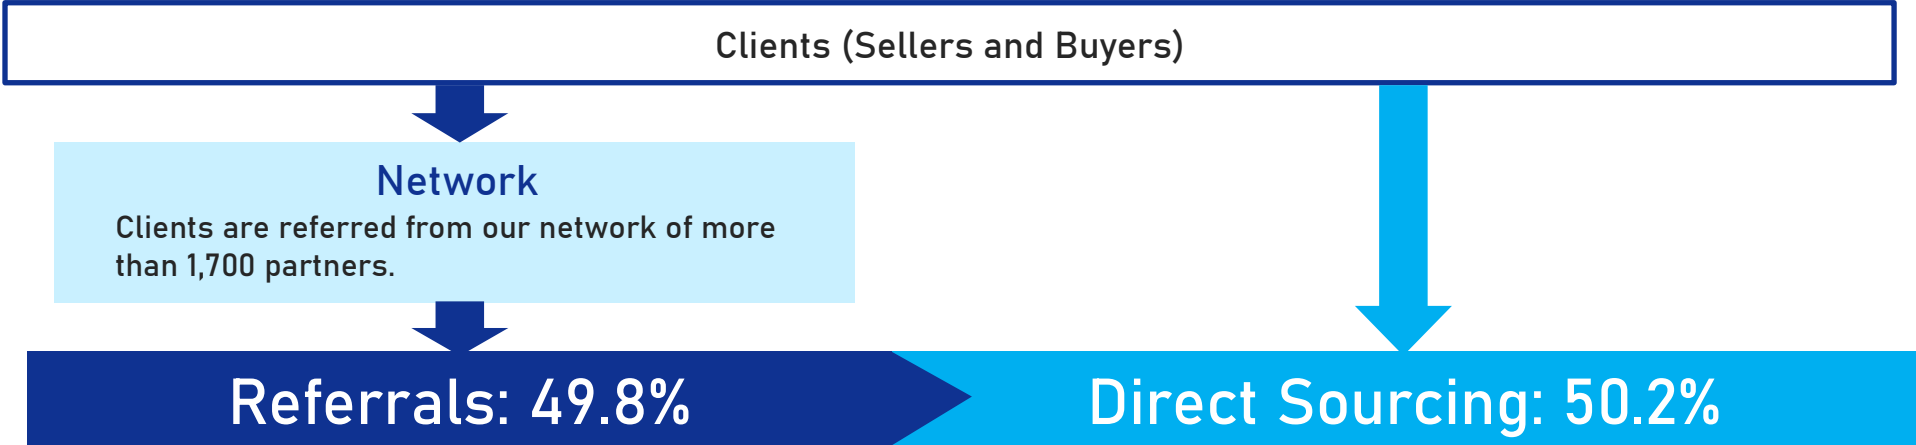 Clients (Sellers and Buyers)
Network
Clients are referred from our network of more
than 1,700 partners.
Referrals: 49.8%
Direct Sourcing: 50.2%